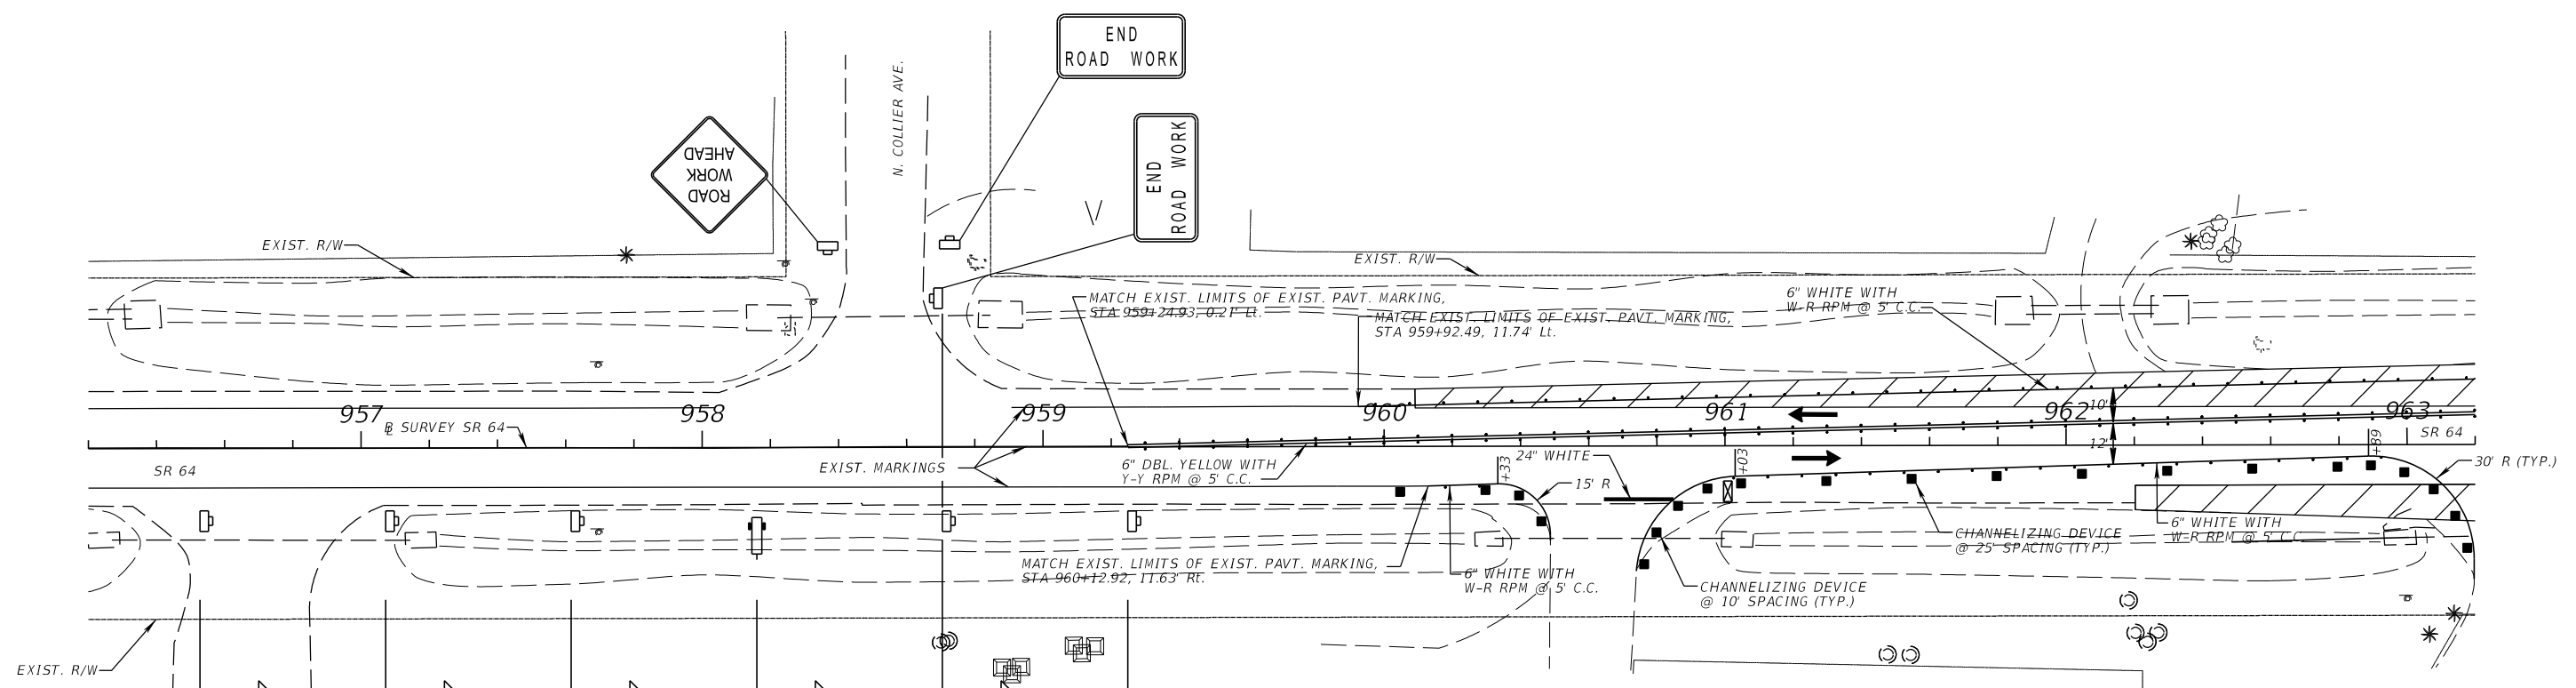 END
ROAD WORK
END
ROAD WORK
ROAD
WORK
AHEAD
N. COLLIER AVE.
EXIST. R/W
EXIST. R/W
MATCH EXIST. LIMITS OF EXIST. PAVT. MARKING,
STA 959+24.93, 0.21' Lt.
MATCH EXIST. LIMITS OF EXIST. PAVT. MARKING,
STA 959+92.49, 11.74' Lt.
6" WHITE WITH
W-R RPM @ 5' C.C.
957
958
959
960
961
962
963
10'
12'
B SURVEY SR 64
SR 64
SR 64
EXIST. MARKINGS
6" DBL. YELLOW WITH
Y-Y RPM @ 5' C.C.
+33
24" WHITE
+03
+89
15' R
30' R (TYP.)
MATCH EXIST. LIMITS OF EXIST. PAVT. MARKING,
STA 960+12.92, 11.63' Rt.
6" WHITE WITH
W-R RPM @ 5' C.C.
CHANNELIZING DEVICE
@ 10' SPACING (TYP.)
CHANNELIZING DEVICE
@ 25' SPACING (TYP.)
6" WHITE WITH
W-R RPM @ 5' C.C.
EXIST. R/W